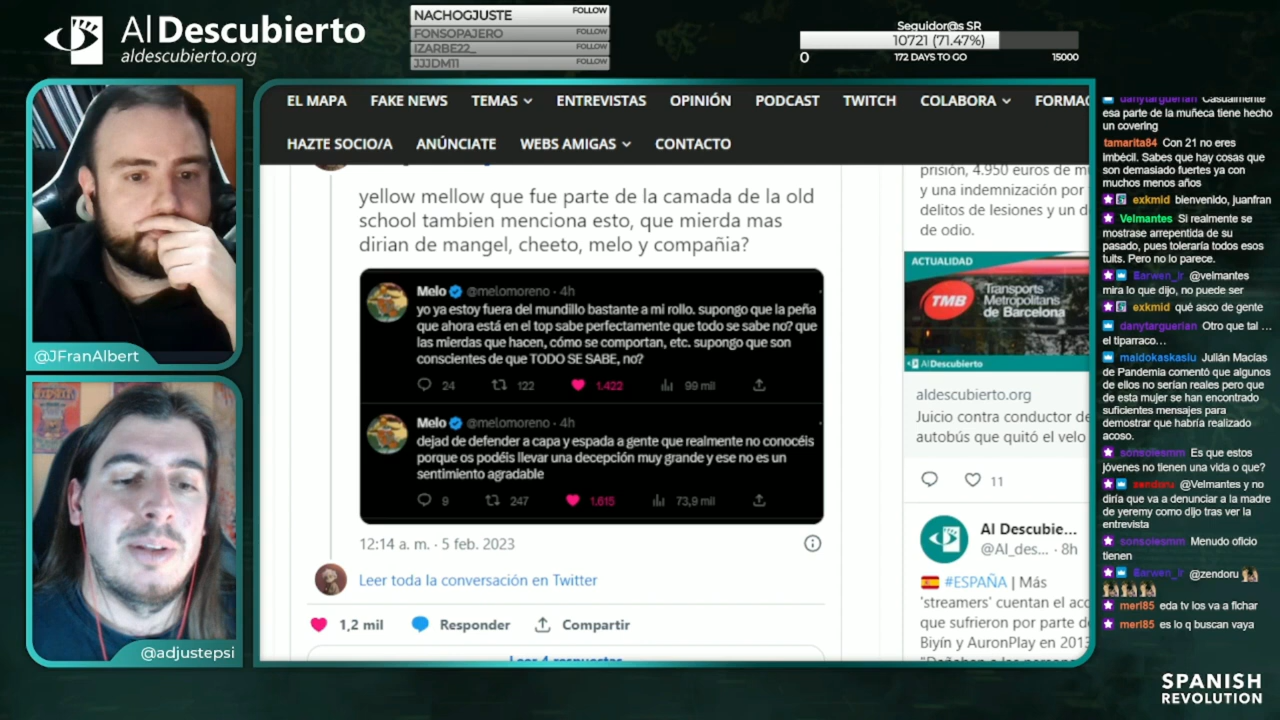 Al Descubierto
aldescubierto.org
NACHOGJUSTE FOLLOW
FONSOPAJERO FOLLOW
IZARBE22_ FOLLOW
JJJDM11 FOLLOW
Seguidor@s SR
10721 (71.47%)
0 172 DAYS TO GO 15000
EL MAPA FAKE NEWS TEMAS ENTREVISTAS OPINIÓN PODCAST TWITCH COLABORA FORMAC
HAZTE SOCIO/A ANÚNCIATE WEBS AMIGAS CONTACTO
@JFranAlbert
@adjustepsi
yellow mellow que fue parte de la camada de la old
school tambien menciona esto, que mierda mas
dirian de mangel, cheeto, melo y compañia?
Melo @melomoreno · 4h
yo ya estoy fuera del mundillo bastante a mi rollo. supongo que la peña
que ahora está en el top sabe perfectamente que todo se sabe no? que
las mierdas que hacen, cómo se comportan, etc. supongo que son
conscientes de que TODO SE SABE, no?
24 122 1.422 99 mil
Melo @melomoreno · 4h
dejad de defender a capa y espada a gente que realmente no conocéis
porque os podéis llevar una decepción muy grande y ese no es un
sentimiento agradable
9 247 1.615 73,9 mil
12:14 a. m. · 5 feb. 2023
Leer toda la conversación en Twitter
1,2 mil Responder Compartir
prisión, 4.950 euros de mu
y una indemnización por
delitos de lesiones y un de
de odio.
ACTUALIDAD
TMB
Transports
Metropolitans
de Barcelona
Al Descubierto
aldescubierto.org
Juicio contra conductor de
autobús que quitó el velo
11
Al Descubie...
@Al_des... · 8h
#ESPAÑA | Más
'streamers' cuentan el aco
que sufrieron por parte de
Biyín y AuronPlay en 2013
danytarguerian Casualmente
esa parte de la muñeca tiene hecho
un covering
tamarita84 Con 21 no eres
imbécil. Sabes que hay cosas que
son demasiado fuertes ya con
muchos menos años
exkmid bienvenido, juanfran
Velmantes Si realmente se
mostrase arrepentida de su
pasado, pues toleraría todos esos
tuits. Pero no lo parece.
Earwen_ir @velmantes
mira lo que dijo, no puede ser
exkmid qué asco de gente
danytarguerian Otro que tal ...
el tiparraco...
maidokaskasiu Julián Macías
de Pandemia comentó que algunos
de ellos no serían reales pero que
de esta mujer se han encontrado
suficientes mensajes para
demostrar que habría realizado
acoso.
sonsolesmm Es que estos
jóvenes no tienen una vida o que?
zendoru @Velmantes y no
diría que va a denunciar a la madre
de yeremy como dijo tras ver la
entrevista
sonsolesmm Menudo oficio
tienen
Earwen_ir @zendoru
merl85 eda tv los va a fichar
merl85 es lo q buscan vaya
SPANISH
REVOLUTION